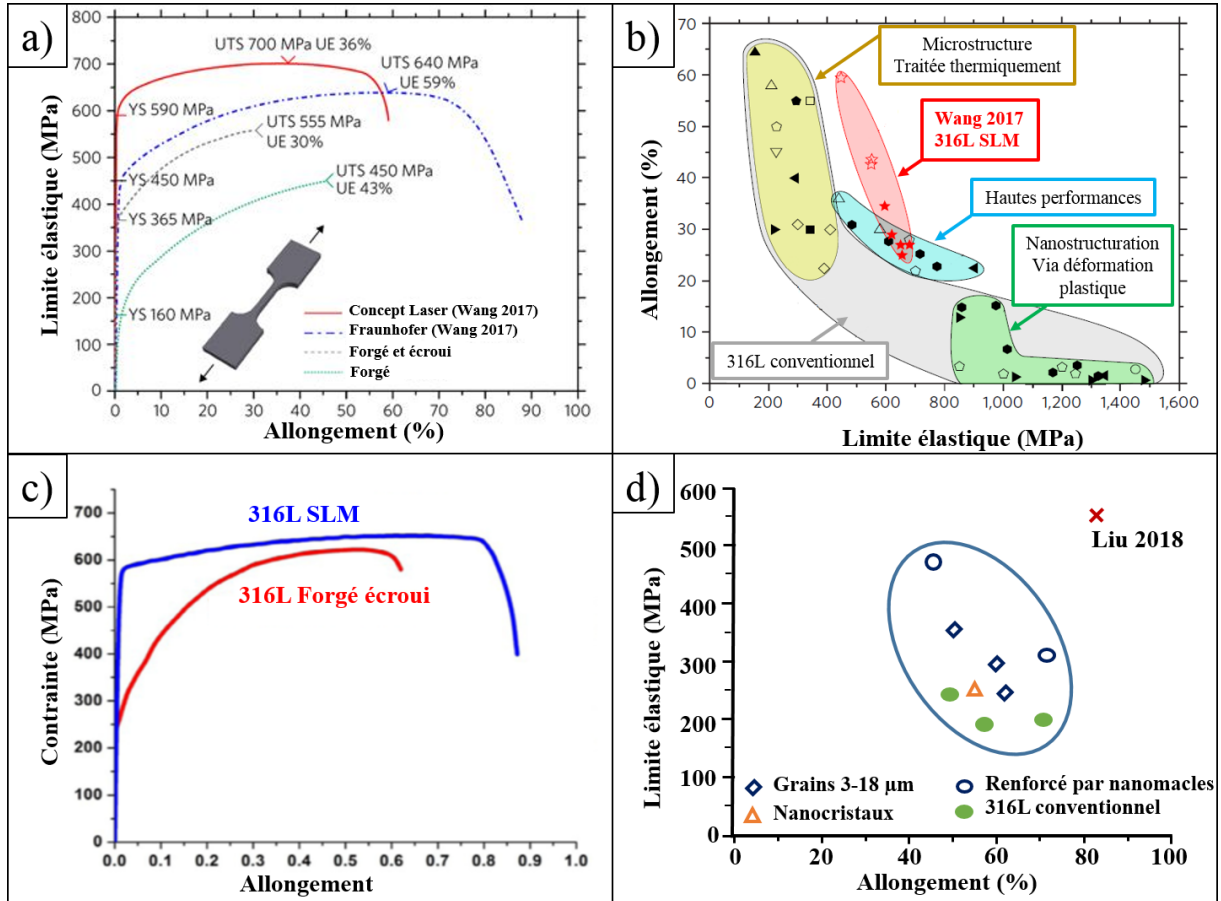 a)
Limite élastique (MPa)
800
700
600
500
400
300
200
100
0
UTS 700 MPa UE 36%
UTS 640 MPa
UE 59%
YS 590 MPa
UTS 555 MPa
UE 30%
YS 450 MPa
UTS 450 MPa
UE 43%
YS 365 MPa
YS 160 MPa
Concept Laser (Wang 2017)
Fraunhofer (Wang 2017)
Forgé et écroui
Forgé
0 10 20 30 40 50 60 70 80 90 100
Allongement (%)
b)
Allongement (%)
70
60
50
40
30
20
10
0
Microstructure
Traitée thermiquement
Wang 2017
316L SLM
Hautes performances
Nanostructuration
Via déformation
plastique
316L conventionnel
0 200 400 600 800 1,000 1,200 1,400 1,600
Limite élastique (MPa)
c)
Contrainte (MPa)
700
600
500
400
300
200
100
0
316L SLM
316L Forgé écroui
0.0 0.1 0.2 0.3 0.4 0.5 0.6 0.7 0.8 0.9 1.0
Allongement
d)
Limite élastique (MPa)
600
500
400
300
200
100
0
Liu 2018
Grains 3-18 µm
Renforcé par nanomacles
Nanocristaux
316L conventionnel
0 20 40 60 80 100
Allongement (%)